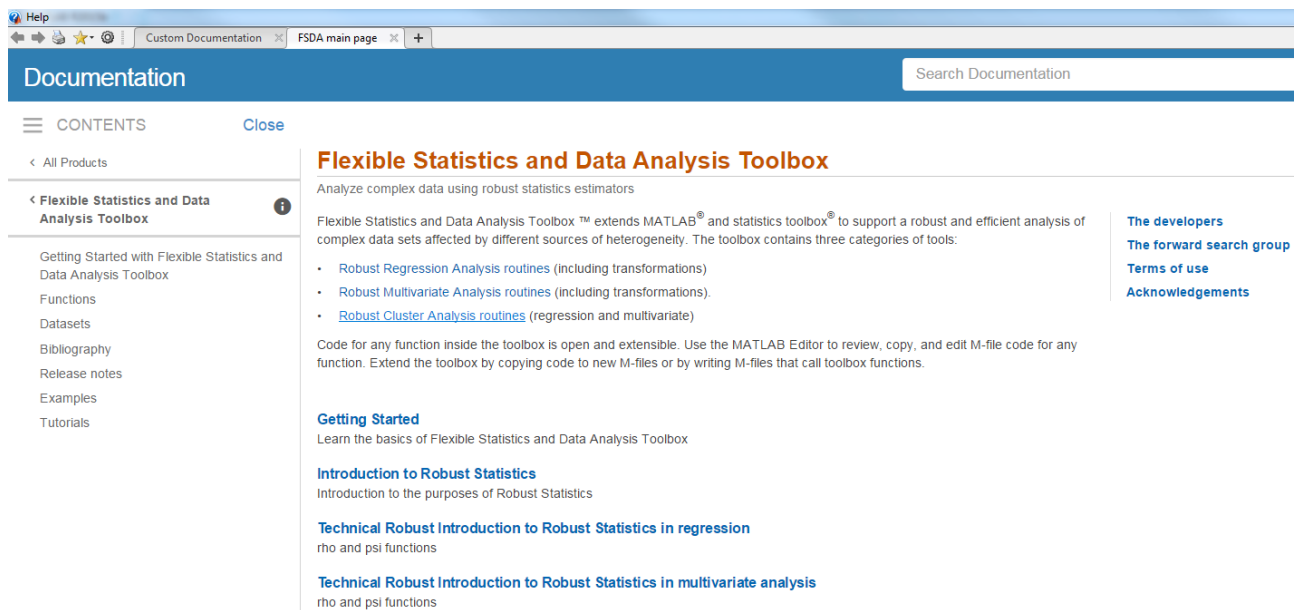 Help
Custom Documentation
FSDA main page
Documentation
Search Documentation
CONTENTS
Close
< All Products
< Flexible Statistics and Data
Analysis Toolbox
Getting Started with Flexible Statistics and
Data Analysis Toolbox
Functions
Datasets
Bibliography
Release notes
Examples
Tutorials
Flexible Statistics and Data Analysis Toolbox
Analyze complex data using robust statistics estimators
Flexible Statistics and Data Analysis Toolbox ™ extends MATLAB® and statistics toolbox® to support a robust and efficient analysis of
complex data sets affected by different sources of heterogeneity. The toolbox contains three categories of tools:
• Robust Regression Analysis routines (including transformations)
• Robust Multivariate Analysis routines (including transformations).
• Robust Cluster Analysis routines (regression and multivariate)
Code for any function inside the toolbox is open and extensible. Use the MATLAB Editor to review, copy, and edit M-file code for any
function. Extend the toolbox by copying code to new M-files or by writing M-files that call toolbox functions.
Getting Started
Learn the basics of Flexible Statistics and Data Analysis Toolbox
Introduction to Robust Statistics
Introduction to the purposes of Robust Statistics
Technical Robust Introduction to Robust Statistics in regression
rho and psi functions
Technical Robust Introduction to Robust Statistics in multivariate analysis
rho and psi functions
The developers
The forward search group
Terms of use
Acknowledgements